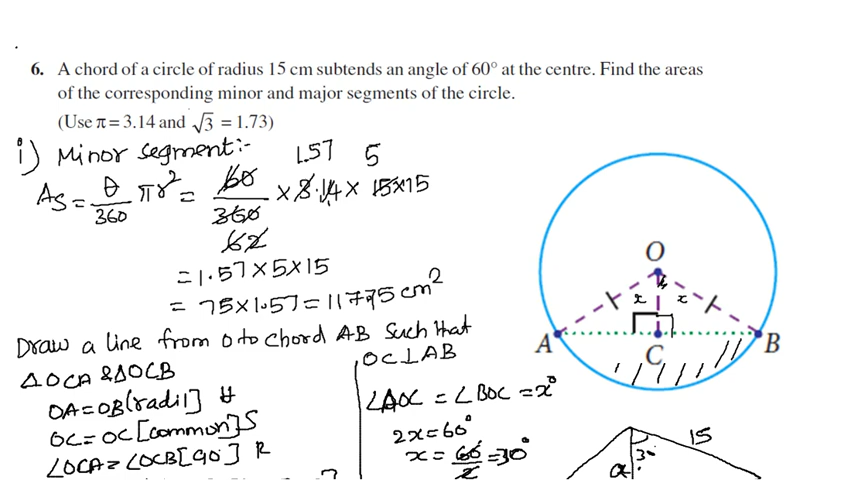 6. A chord of a circle of radius 15 cm subtends an angle of 60° at the centre. Find the areas
of the corresponding minor and major segments of the circle.
(Use π = 3.14 and √3 = 1.73)
i) Minor segment:-
1.57 5
As = θ/360 πr² = 60/360 × 3.14 × 15×15
62
= 1.57 × 5 × 15
= 75×1.57 = 117.75 cm²
Draw a line from O to chord AB Such that
OC⊥AB
△OCA & △OCB
OA = OB (radii] H
OC = OC [common] S
∠OCA = ∠OCB [90°] R
∠AOC = ∠BOC = x°
2x = 60°
x = 60/2 = 30°
O
x x
A C B
15
30
a